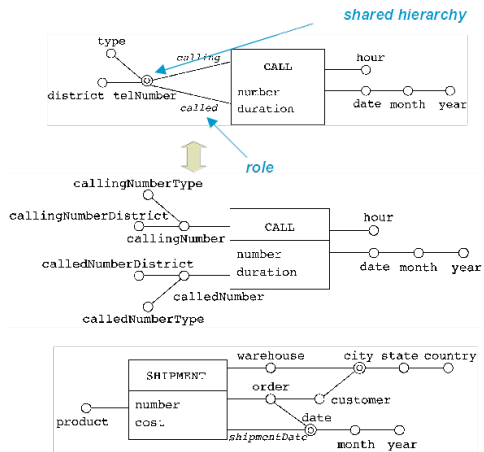 shared hierarchy
type
calling
CALL
hour
number
district telNumber
duration
date month year
called
role
callingNumberType
callingNumberDistrict
CALL
hour
callingNumber
number
calledNumberDistrict
duration
date month year
calledNumber
calledNumberType
warehouse city state country
SHIPMENT
order
number
customer
product
cost
date
shipmentDate
month year